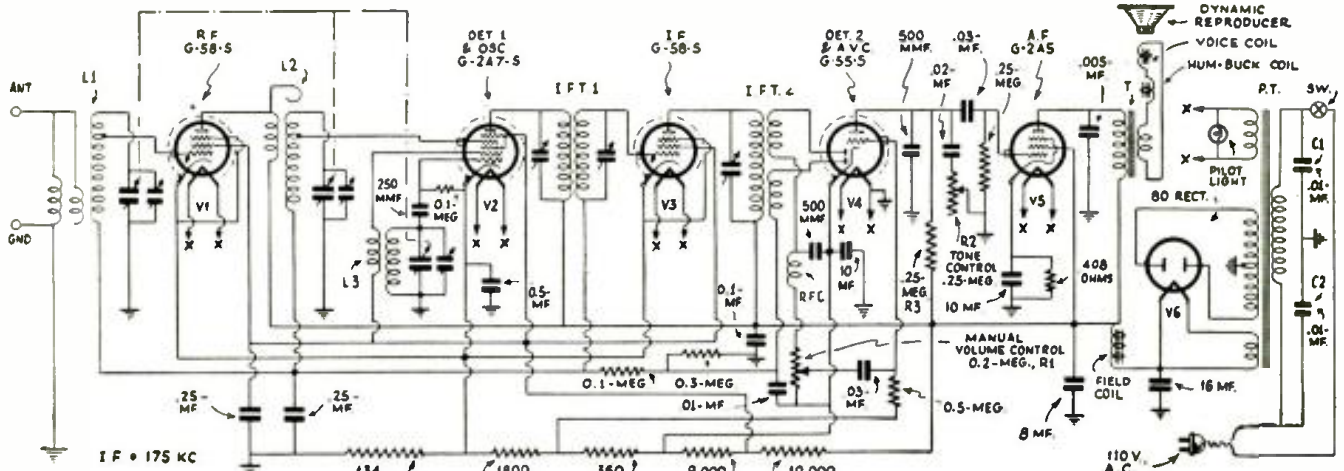 DYNAMIC
REPRODUCER
VOICE COIL
HUM-BUCK COIL
R F
G-58-S
DET 1
& OSC
G-2A7-S
I F
G-58-S
DET. 2
& A V C
G-55-S
500
MMF.
.03-
MF.
.02-
MF
.25-
MEG.
A.F
G-2A5
.005-
MF
T
P.T.
SW.
ANT
L1
L2
I F T. 1
I F T. 2
X
X
PILOT
LIGHT
C1
.01-
MF.
80 RECT.
V1
V2
V3
V4
V5
V6
250
MMF
0.1-
MEG
500
MMF
10
MF
R2
TONE
CONTROL
.25-MEG
408
OHMS
10 MF
C2
.01-
MF.
GND
X X
X X
X X
X X
X X
L3
0.5-
MF
0.1-
MF
RFC
.25-
MEG.
R3
MANUAL
VOLUME CONTROL
0.2-MEG., R1
FIELD
COIL
16 MF.
.25-
MF
.25-
MF
0.1-MEG
0.3-MEG
.01-MF
.03-
MF
0.5-MEG.
8 MF.
I F = 175 KC
434
1800
360
9,000
10,000
110 V.
A.C.